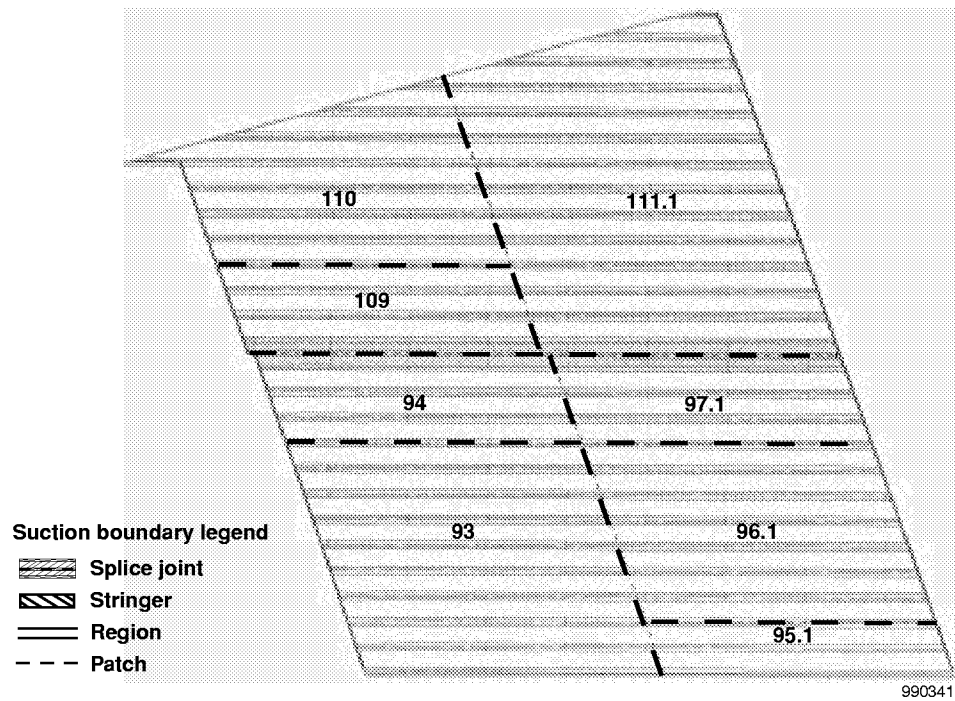 110
111.1
109
94
97.1
93
96.1
95.1
Suction boundary legend
Splice joint
Stringer
Region
Patch
990341